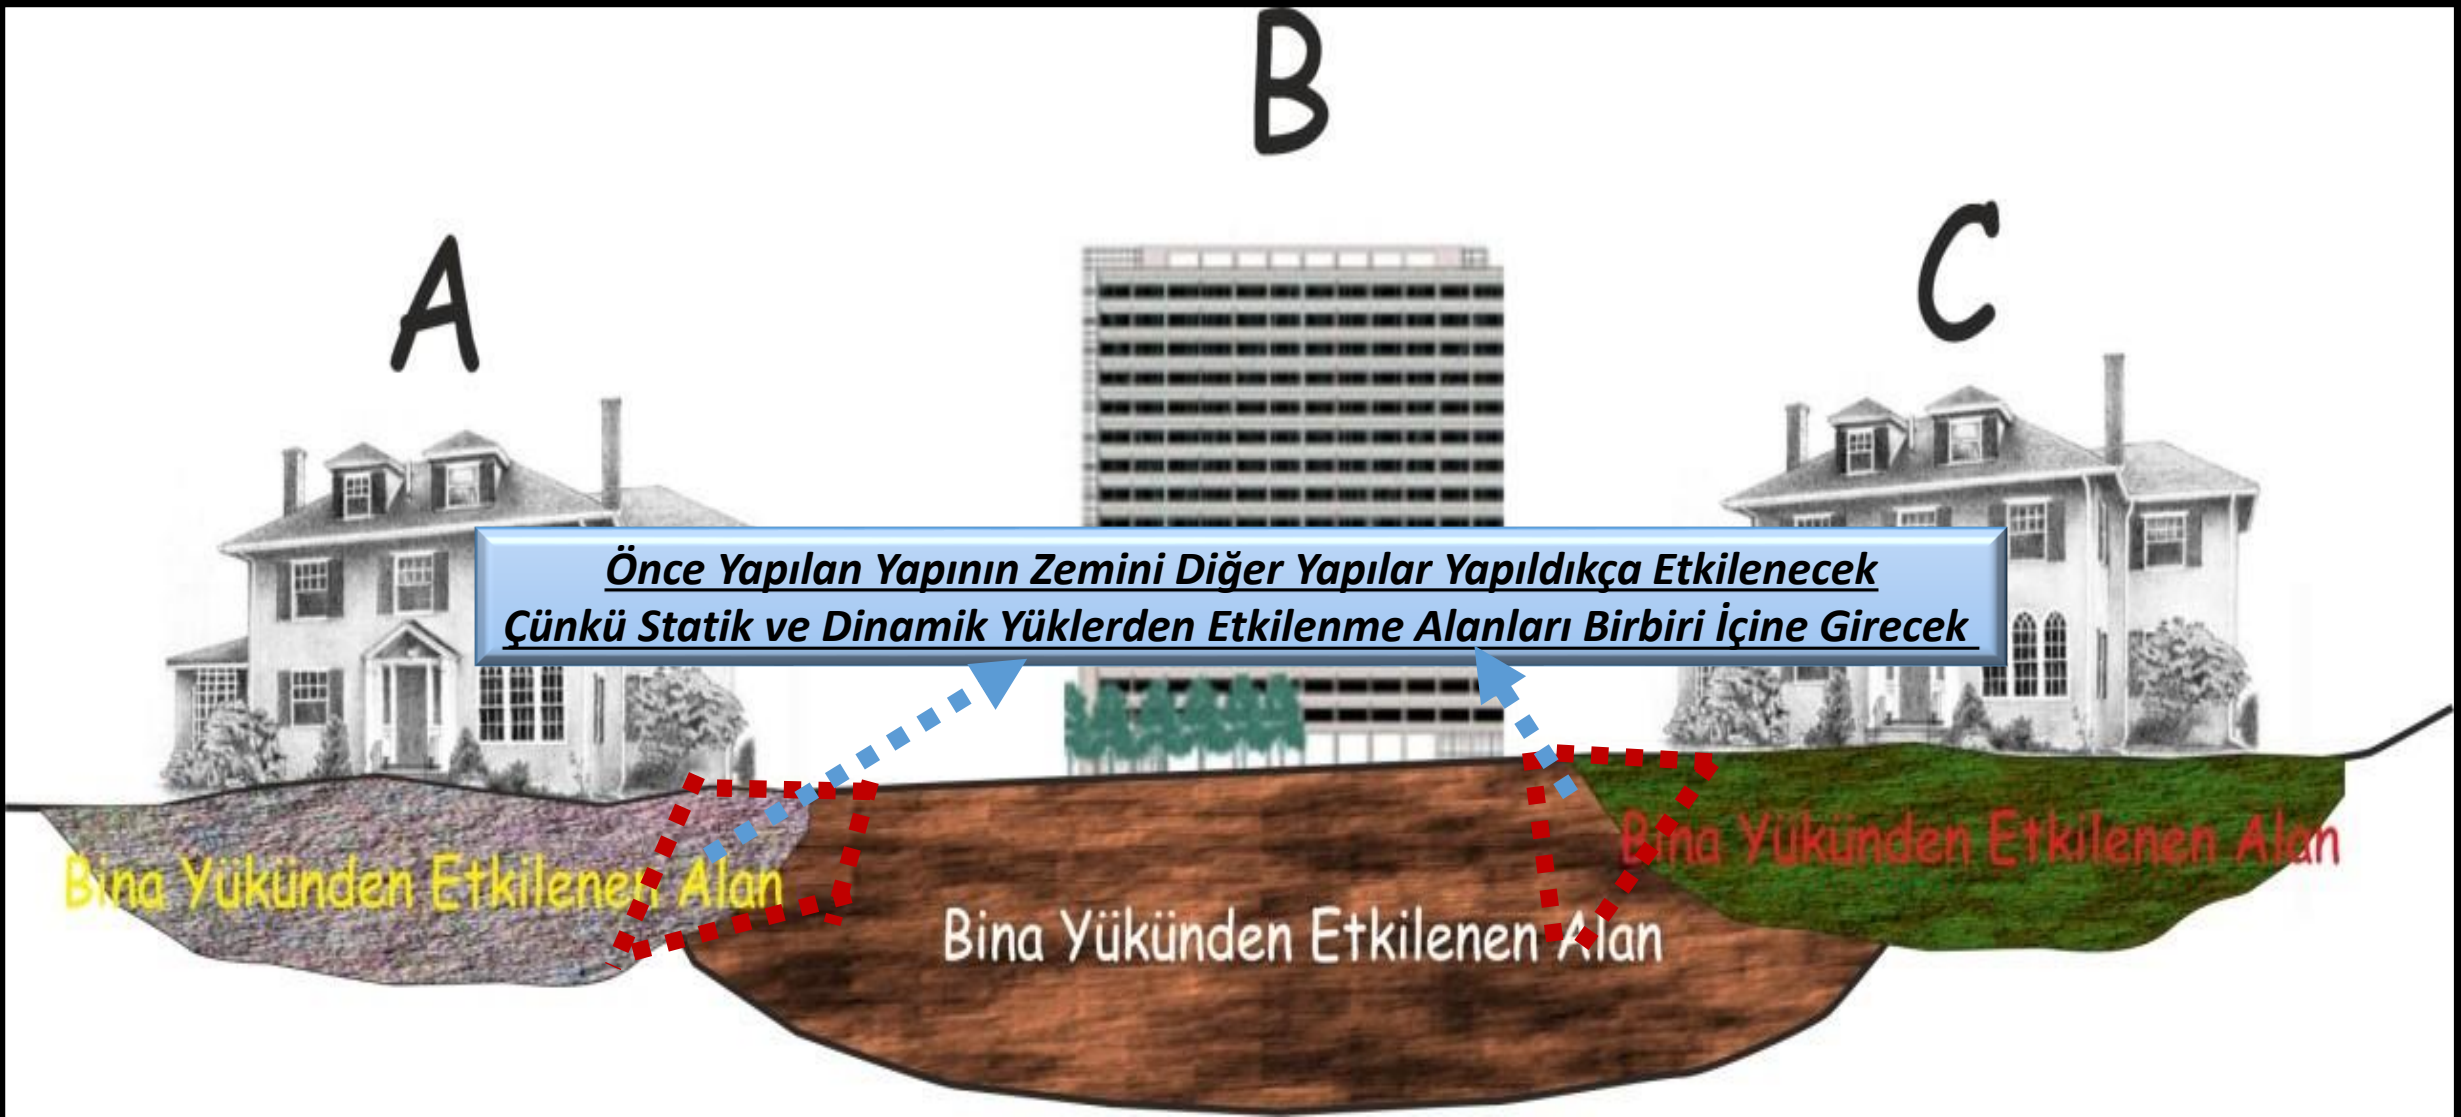 B
A
C
Önce Yapılan Yapının Zemini Diğer Yapılar Yapıldıkça Etkilenecek
Çünkü Statik ve Dinamik Yüklerden Etkilenme Alanları Birbiri İçine Girecek
Bina Yükünden Etkilenen Alan
Bina Yükünden Etkilenen Alan
Bina Yükünden Etkilenen Alan